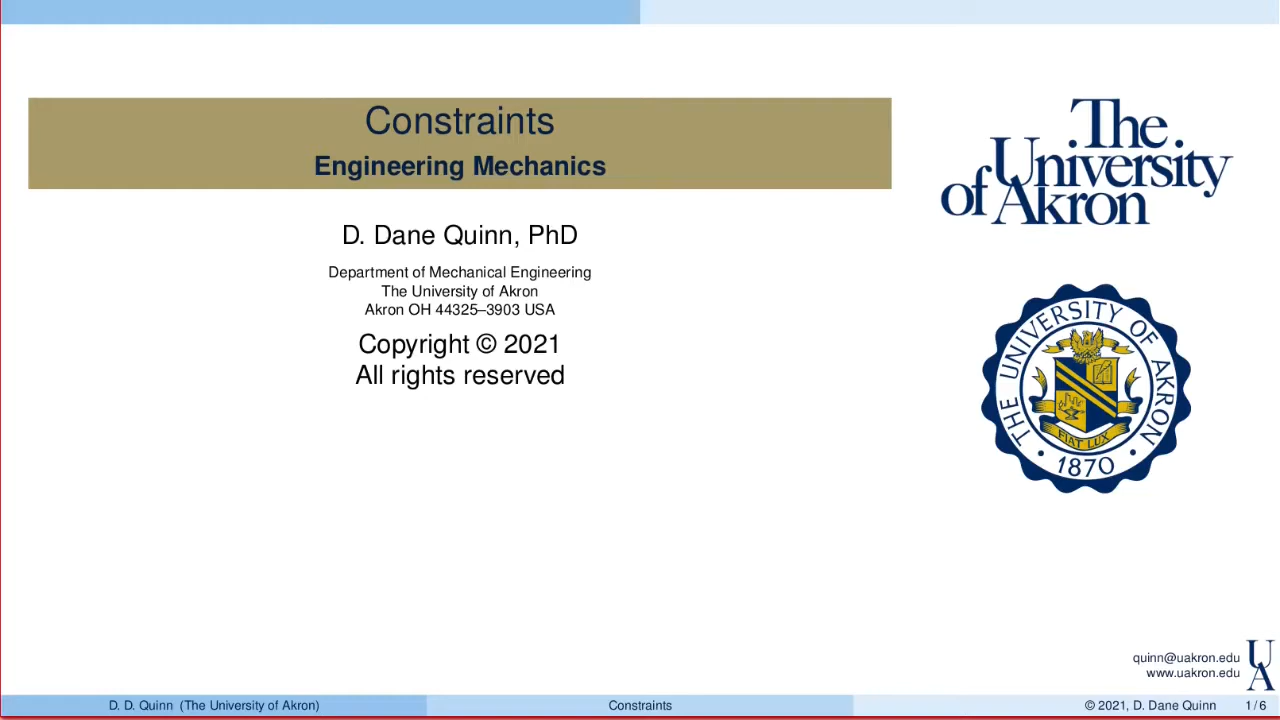 Constraints
Engineering Mechanics
D. Dane Quinn, PhD
Department of Mechanical Engineering
The University of Akron
Akron OH 44325–3903 USA
Copyright © 2021
All rights reserved
The
University
of Akron
THE UNIVERSITY OF AKRON
FIAT LUX
1870
quinn@uakron.edu
www.uakron.edu
UA
D. D. Quinn (The University of Akron)
Constraints
© 2021, D. Dane Quinn
1 / 6